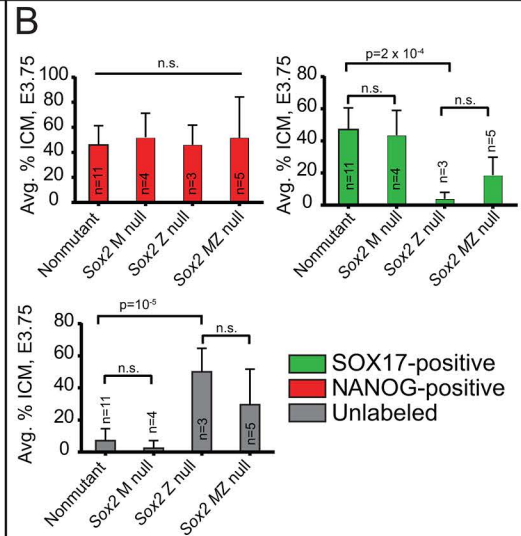 B
n.s.
Avg. % ICM, E3.75
100
80
60
40
20
0
n=11
n=4
n=3
n=5
Nonmutant
Sox2 M null
Sox2 Z null
Sox2 MZ null
p=2 x 10-4
n.s.
n.s.
Avg. % ICM, E3.75
80
60
40
20
0
n=11
n=4
n=3
n=5
Nonmutant
Sox2 M null
Sox2 Z null
Sox2 MZ null
p=10-5
n.s.
n.s.
Avg. % ICM, E3.75
80
60
40
20
0
n=11
n=4
n=3
n=5
Nonmutant
Sox2 M null
Sox2 Z null
Sox2 MZ null
SOX17-positive
NANOG-positive
Unlabeled